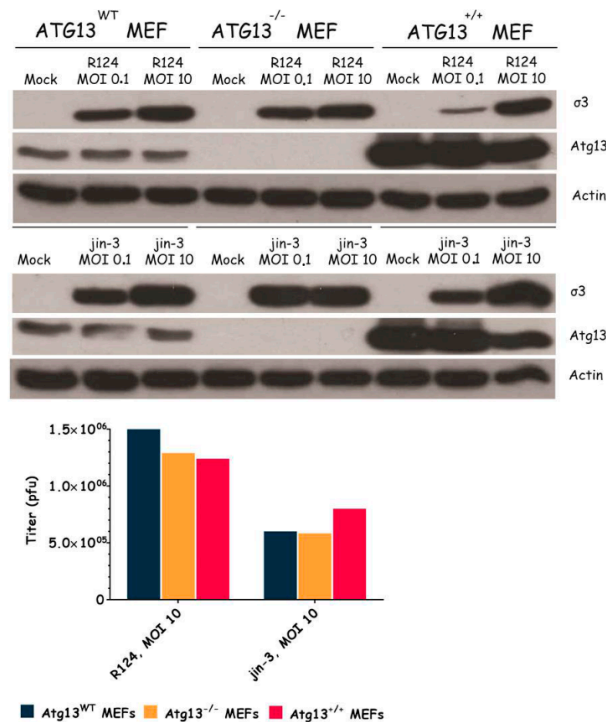 ATG13^WT MEF ATG13^-/- MEF ATG13^+/+ MEF
R124 R124 R124 R124 R124 R124
Mock MOI 0.1 MOI 10 Mock MOI 0.1 MOI 10 Mock MOI 0.1 MOI 10
σ3
Atg13
Actin
jin-3 jin-3 jin-3 jin-3 jin-3 jin-3
Mock MOI 0.1 MOI 10 Mock MOI 0.1 MOI 10 Mock MOI 0.1 MOI 10
σ3
Atg13
Actin
1.5×10^06
1.0×10^06
5.0×10^05
0
Titer (pfu)
R124, MOI 10
jin-3, MOI 10
Atg13^WT MEFs Atg13^-/- MEFs Atg13^+/+ MEFs